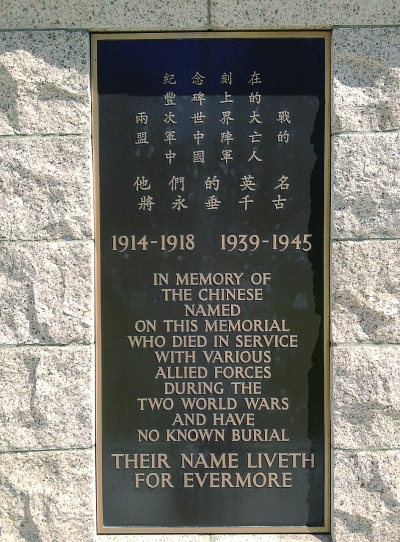 紀念刻在
豐碑上的
兩次世界大戰
盟軍中陣亡的
中國軍人
他們的英名
將永垂千古
1914-1918 1939-1945
IN MEMORY OF
THE CHINESE
NAMED
ON THIS MEMORIAL
WHO DIED IN SERVICE
WITH VARIOUS
ALLIED FORCES
DURING THE
TWO WORLD WARS
AND HAVE
NO KNOWN BURIAL
THEIR NAME LIVETH
FOR EVERMORE